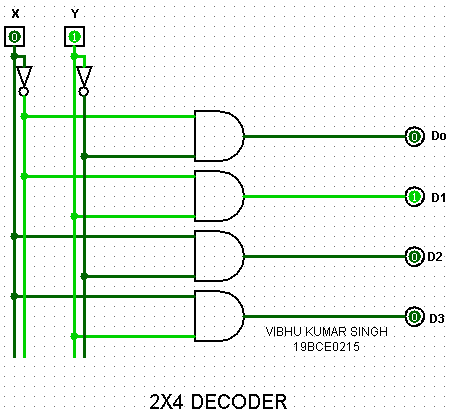 X Y
0 1
0 Do
1 D1
0 D2
0 D3
VIBHU KUMAR SINGH
19BCE0215
2X4 DECODER